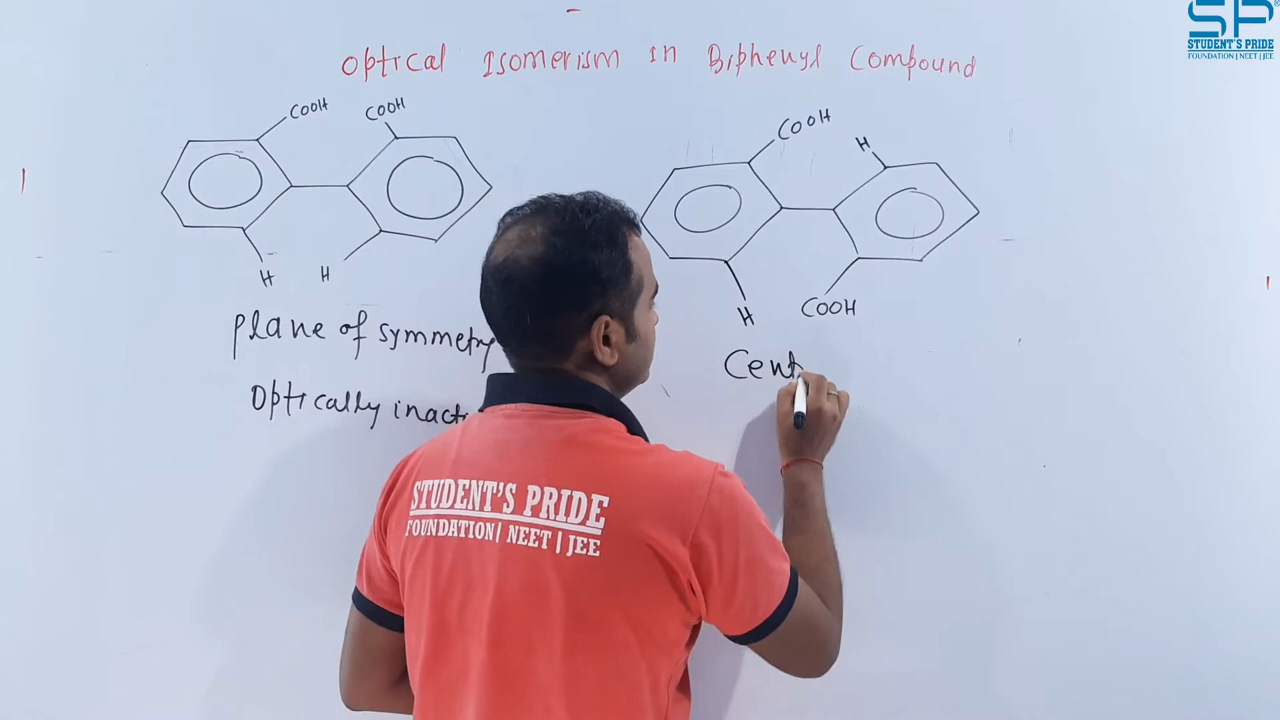 SP
STUDENT'S PRIDE
FOUNDATION | NEET | JEE
Optical Isomerism in Biphenyl Compound
COOH COOH
H H
COOH H
H COOH
Plane of symmetry
Optically inacti
Cent
STUDENT'S PRIDE
FOUNDATION | NEET | JEE